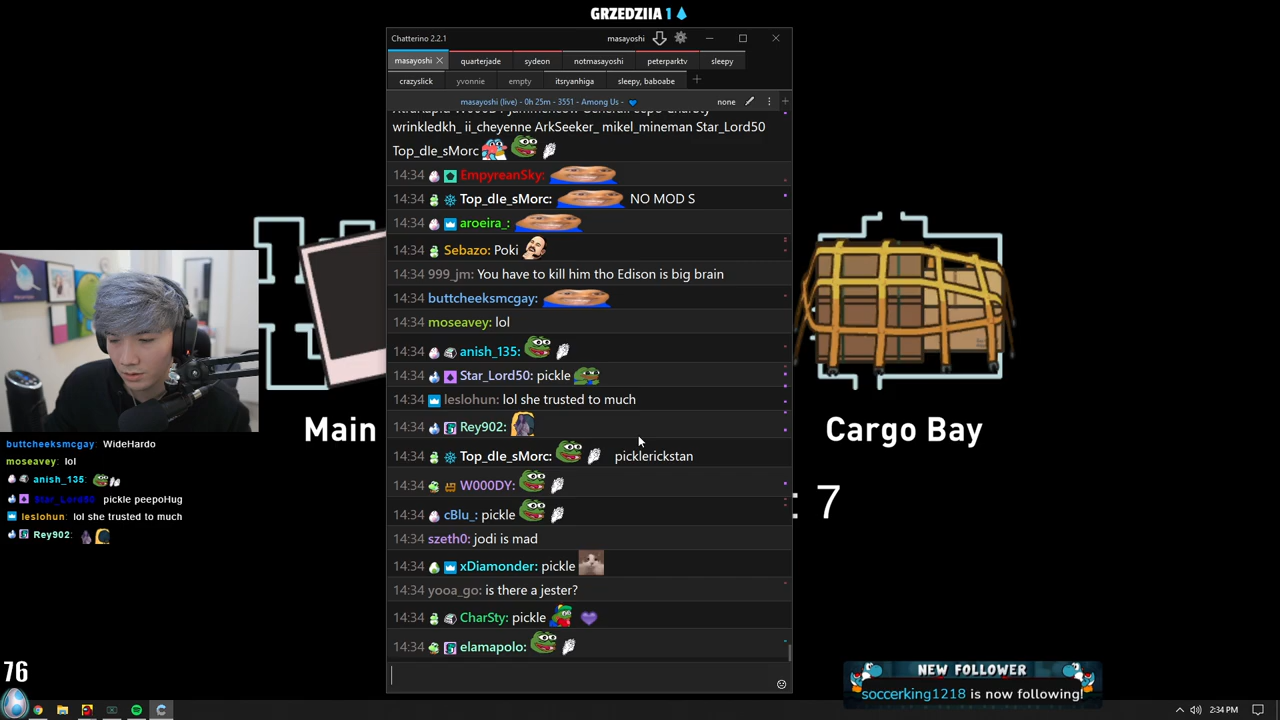 GRZEDZIIA 1
Chatterino 2.2.1
masayoshi
masayoshi
quarterjade
sydeon
notmasayoshi
peterparktv
sleepy
crazyslick
yvonnie
empty
itsryanhiga
sleepy, baboabe
masayoshi (live) - 0h 25m - 3551 - Among Us -
none
wrinkledkh_ ii_cheyenne ArkSeeker_ mikel_mineman Star_Lord50
Top_dIe_sMorc
14:34 EmpyreanSky:
14:34 Top_dIe_sMorc: NO MOD S
14:34 aroeira_:
14:34 Sebazo: Poki
14:34 999_jm: You have to kill him tho Edison is big brain
14:34 buttcheeksmcgay:
14:34 moseavey: lol
14:34 anish_135:
14:34 Star_Lord50: pickle
14:34 leslohun: lol she trusted to much
14:34 Rey902:
14:34 Top_dIe_sMorc: picklerickstan
14:34 W000DY:
14:34 cBlu_: pickle
14:34 szeth0: jodi is mad
14:34 xDiamonder: pickle
14:34 yooa_go: is there a jester?
14:34 CharSty: pickle
14:34 elamapolo:
Main
Cargo Bay
: 7
buttcheeksmcgay: WideHardo
moseavey: lol
anish_135:
Star_Lord50 pickle peepoHug
leslohun: lol she trusted to much
Rey902:
76
NEW FOLLOWER
soccerking1218 is now following!
2:34 PM